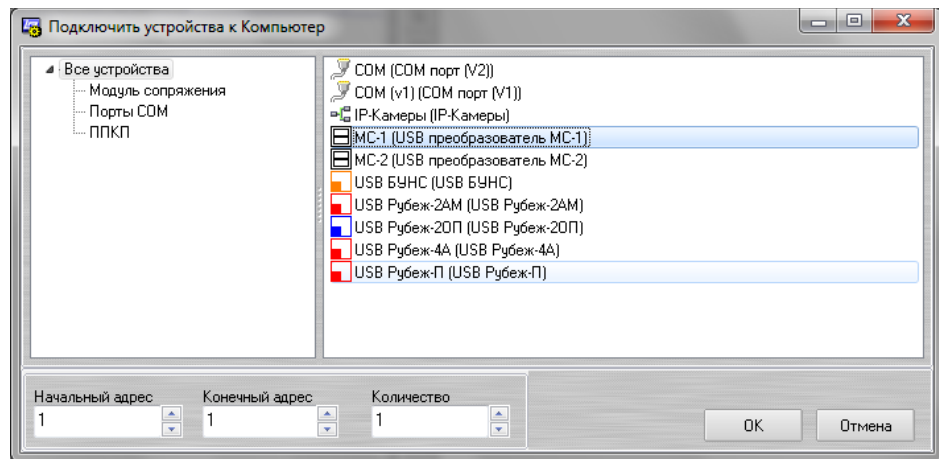 Подключить устройства к Компьютер
Все устройства
Модуль сопряжения
Порты COM
ППКП
COM (COM порт (V2))
COM (v1) (COM порт (V1))
IP-Камеры (IP-Камеры)
МС-1 (USB преобразователь МС-1)
МС-2 (USB преобразователь МС-2)
USB БУНС (USB БУНС)
USB Рубеж-2АМ (USB Рубеж-2АМ)
USB Рубеж-2ОП (USB Рубеж-2ОП)
USB Рубеж-4А (USB Рубеж-4А)
USB Рубеж-П (USB Рубеж-П)
Начальный адрес Конечный адрес Количество
1 1 1
OK Отмена